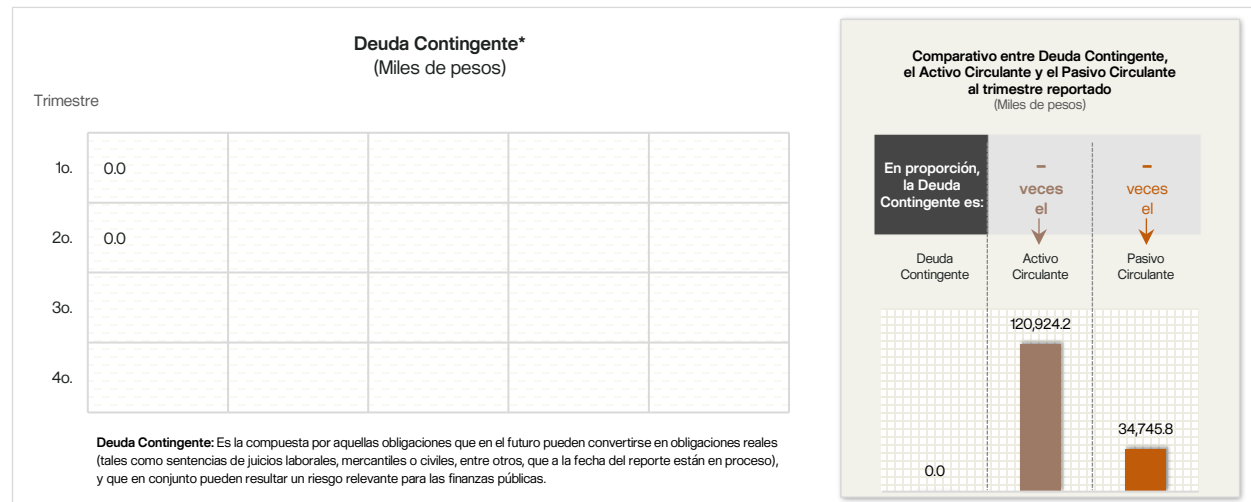 Deuda Contingente*
(Miles de pesos)
Trimestre
1o. 0.0
2o. 0.0
3o.
4o.
Deuda Contingente: Es la compuesta por aquellas obligaciones que en el futuro pueden convertirse en obligaciones reales
(tales como sentencias de juicios laborales, mercantiles o civiles, entre otros, que a la fecha del reporte están en proceso),
y que en conjunto pueden resultar un riesgo relevante para las finanzas públicas.
Comparativo entre Deuda Contingente,
el Activo Circulante y el Pasivo Circulante
al trimestre reportado
(Miles de pesos)
En proporción,
la Deuda
Contingente es:
–
veces
el
–
veces
el
Deuda
Contingente
Activo
Circulante
Pasivo
Circulante
0.0
120,924.2
34,745.8